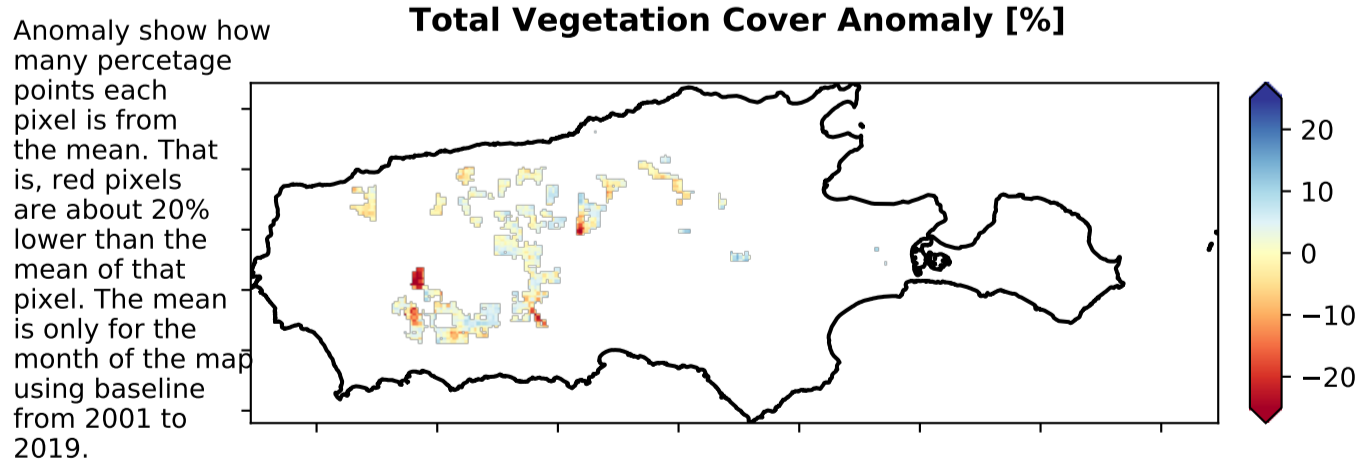 Total Vegetation Cover Anomaly [%]
Anomaly show how
many percetage
points each
pixel is from
the mean. That
is, red pixels
are about 20%
lower than the
mean of that
pixel. The mean
is only for the
month of the map
using baseline
from 2001 to
2019.
20
10
0
−10
−20